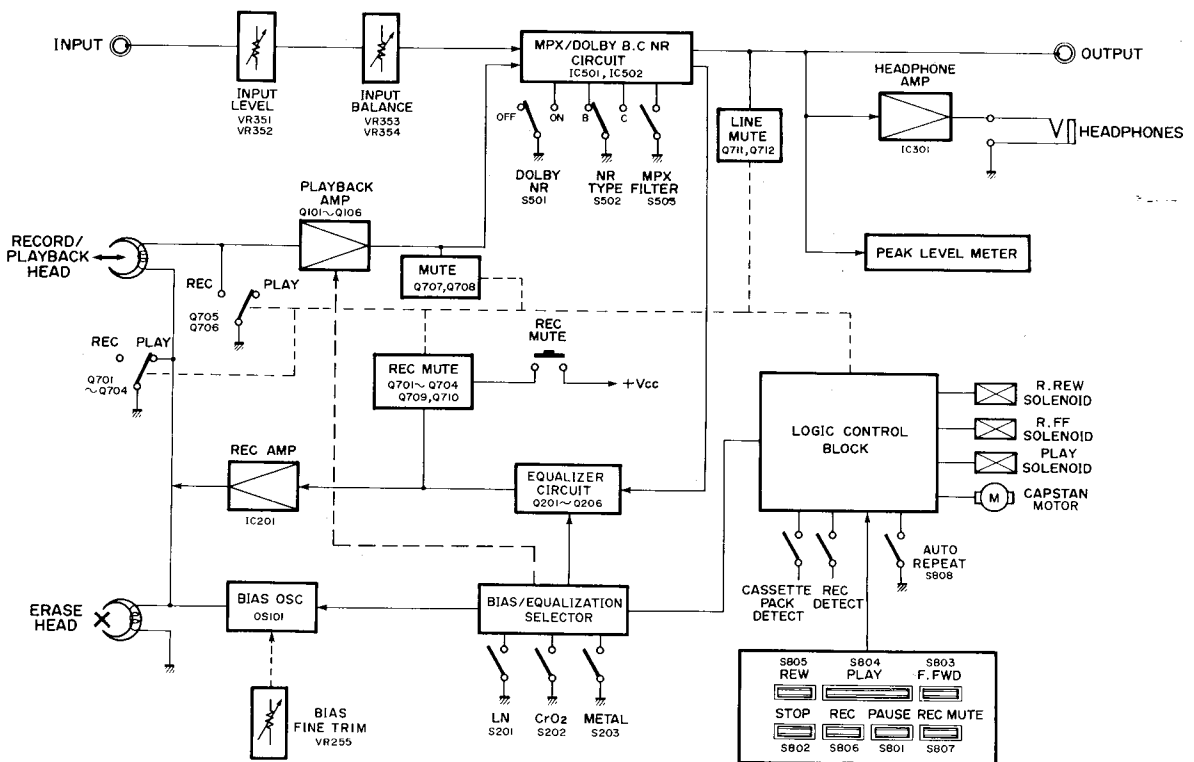 INPUT
INPUT
LEVEL
VR351
VR352
INPUT
BALANCE
VR353
VR354
MPX/DOLBY B.C NR
CIRCUIT
IC501, IC502
OUTPUT
OFF
ON
B
C
DOLBY
NR
S501
NR
TYPE
S502
MPX
FILTER
S503
LINE
MUTE
Q711, Q712
HEADPHONE
AMP
IC301
HEADPHONES
PEAK LEVEL METER
RECORD/
PLAYBACK
HEAD
PLAYBACK
AMP
Q101~Q106
MUTE
Q707, Q708
REC
PLAY
Q705
Q706
REC
PLAY
Q701
~Q704
REC MUTE
Q701~Q704
Q709, Q710
REC
MUTE
+Vcc
LOGIC CONTROL
BLOCK
R.REW
SOLENOID
R.FF
SOLENOID
PLAY
SOLENOID
M
CAPSTAN
MOTOR
REC AMP
IC201
EQUALIZER
CIRCUIT
Q201~Q206
CASSETTE
PACK
DETECT
REC
DETECT
AUTO
REPEAT
S808
ERASE
HEAD
BIAS OSC
OS101
BIAS/EQUALIZATION
SELECTOR
BIAS
FINE TRIM
VR255
LN
S201
CrO2
S202
METAL
S203
S805
REW
S804
PLAY
S803
F.FWD
STOP
REC
PAUSE
REC MUTE
S802
S806
S801
S807